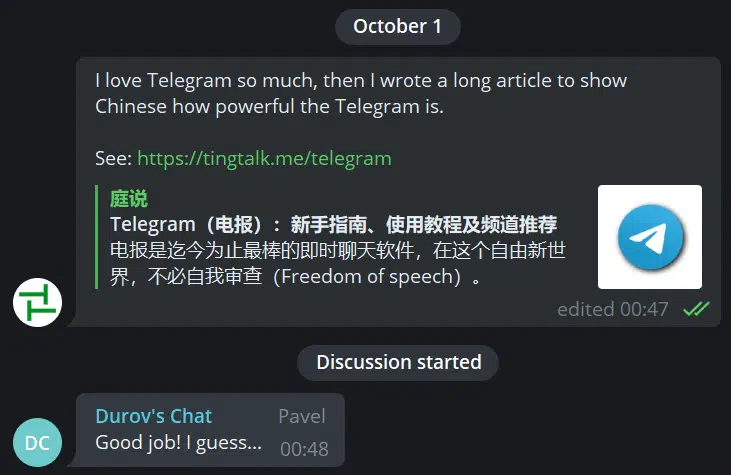 October 1
I love Telegram so much, then I wrote a long article to show
Chinese how powerful the Telegram is.
See: https://tingtalk.me/telegram
庭说
Telegram（电报）：新手指南、使用教程及频道推荐
电报是迄今为止最棒的即时聊天软件，在这个自由新世
界，不必自我审查（Freedom of speech）。
edited 00:47
Discussion started
DC
Durov's Chat Pavel
Good job! I guess... 00:48